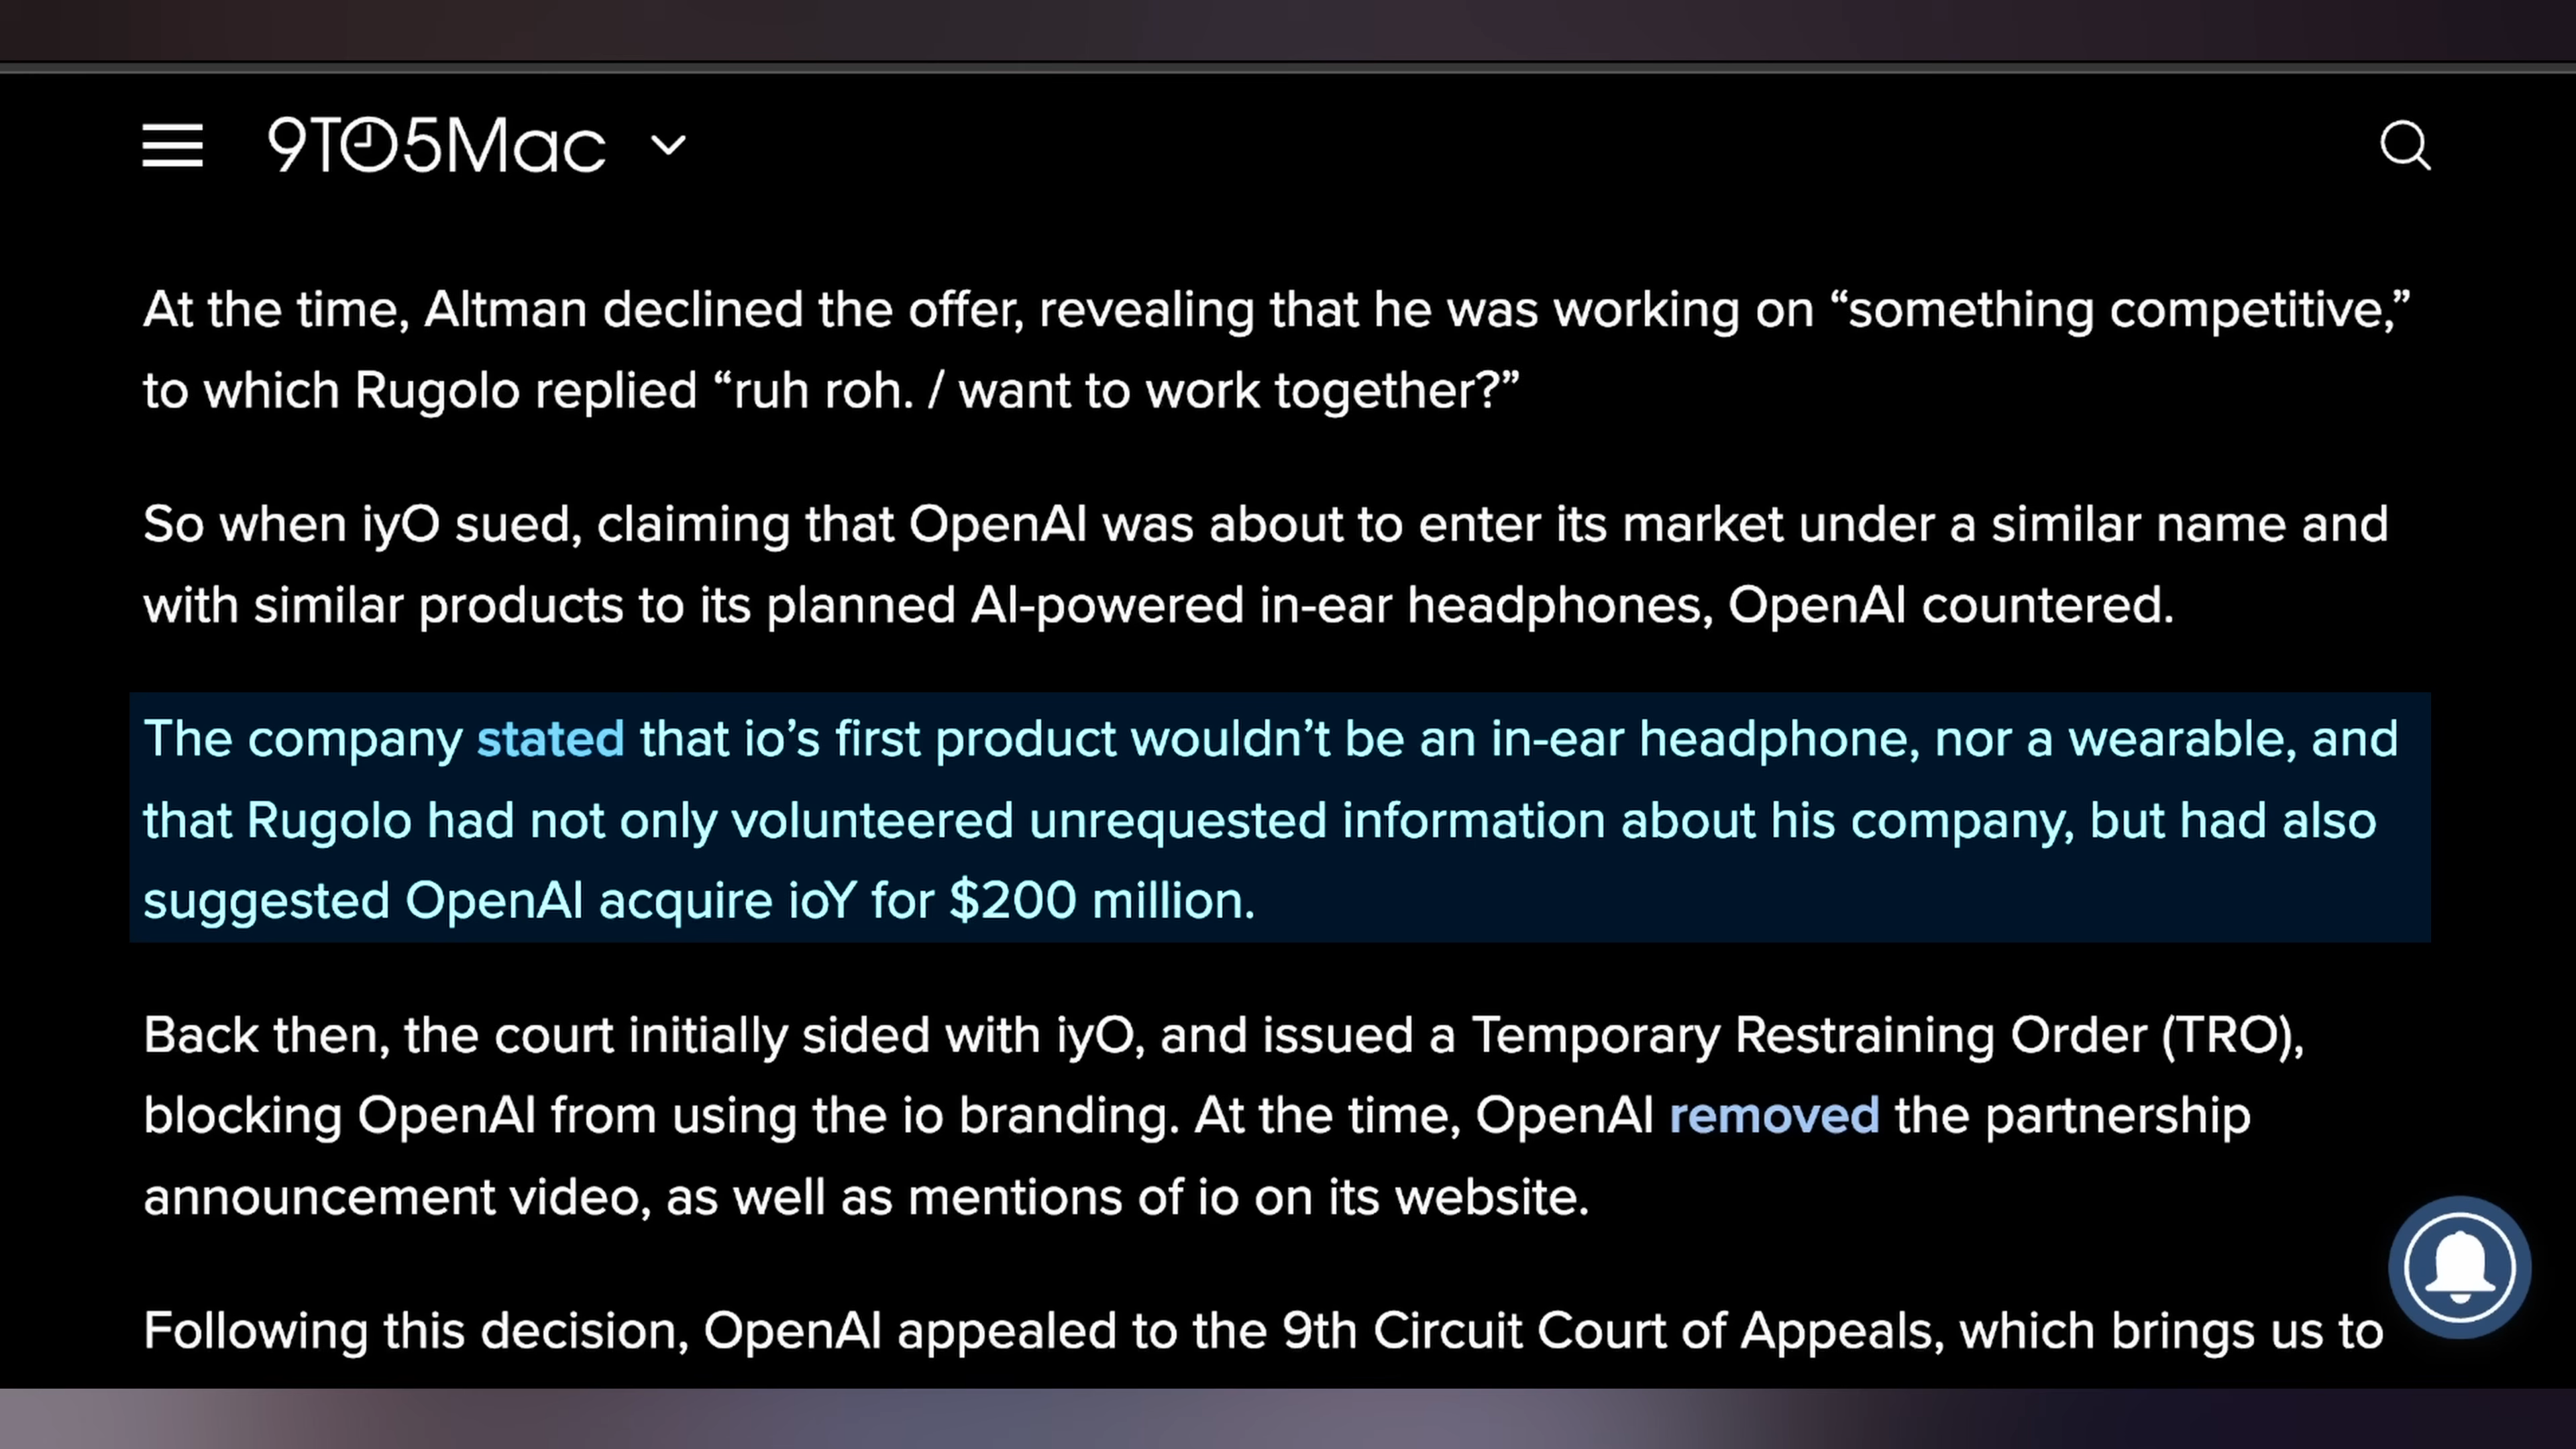 9TO5Mac
At the time, Altman declined the offer, revealing that he was working on “something competitive,”
to which Rugolo replied “ruh roh. / want to work together?”
So when iyO sued, claiming that OpenAI was about to enter its market under a similar name and
with similar products to its planned AI-powered in-ear headphones, OpenAI countered.
The company stated that io’s first product wouldn’t be an in-ear headphone, nor a wearable, and
that Rugolo had not only volunteered unrequested information about his company, but had also
suggested OpenAI acquire ioY for $200 million.
Back then, the court initially sided with iyO, and issued a Temporary Restraining Order (TRO),
blocking OpenAI from using the io branding. At the time, OpenAI removed the partnership
announcement video, as well as mentions of io on its website.
Following this decision, OpenAI appealed to the 9th Circuit Court of Appeals, which brings us to